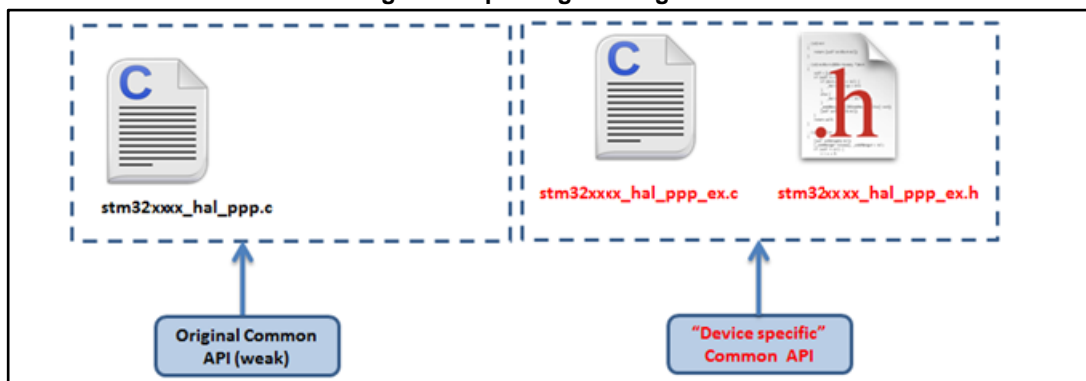 C
stm32xxxx_hal_ppp.c
C
.h
stm32xxxx_hal_ppp_ex.c
stm32xxxx_hal_ppp_ex.h
Original Common
API (weak)
“Device specific”
Common API